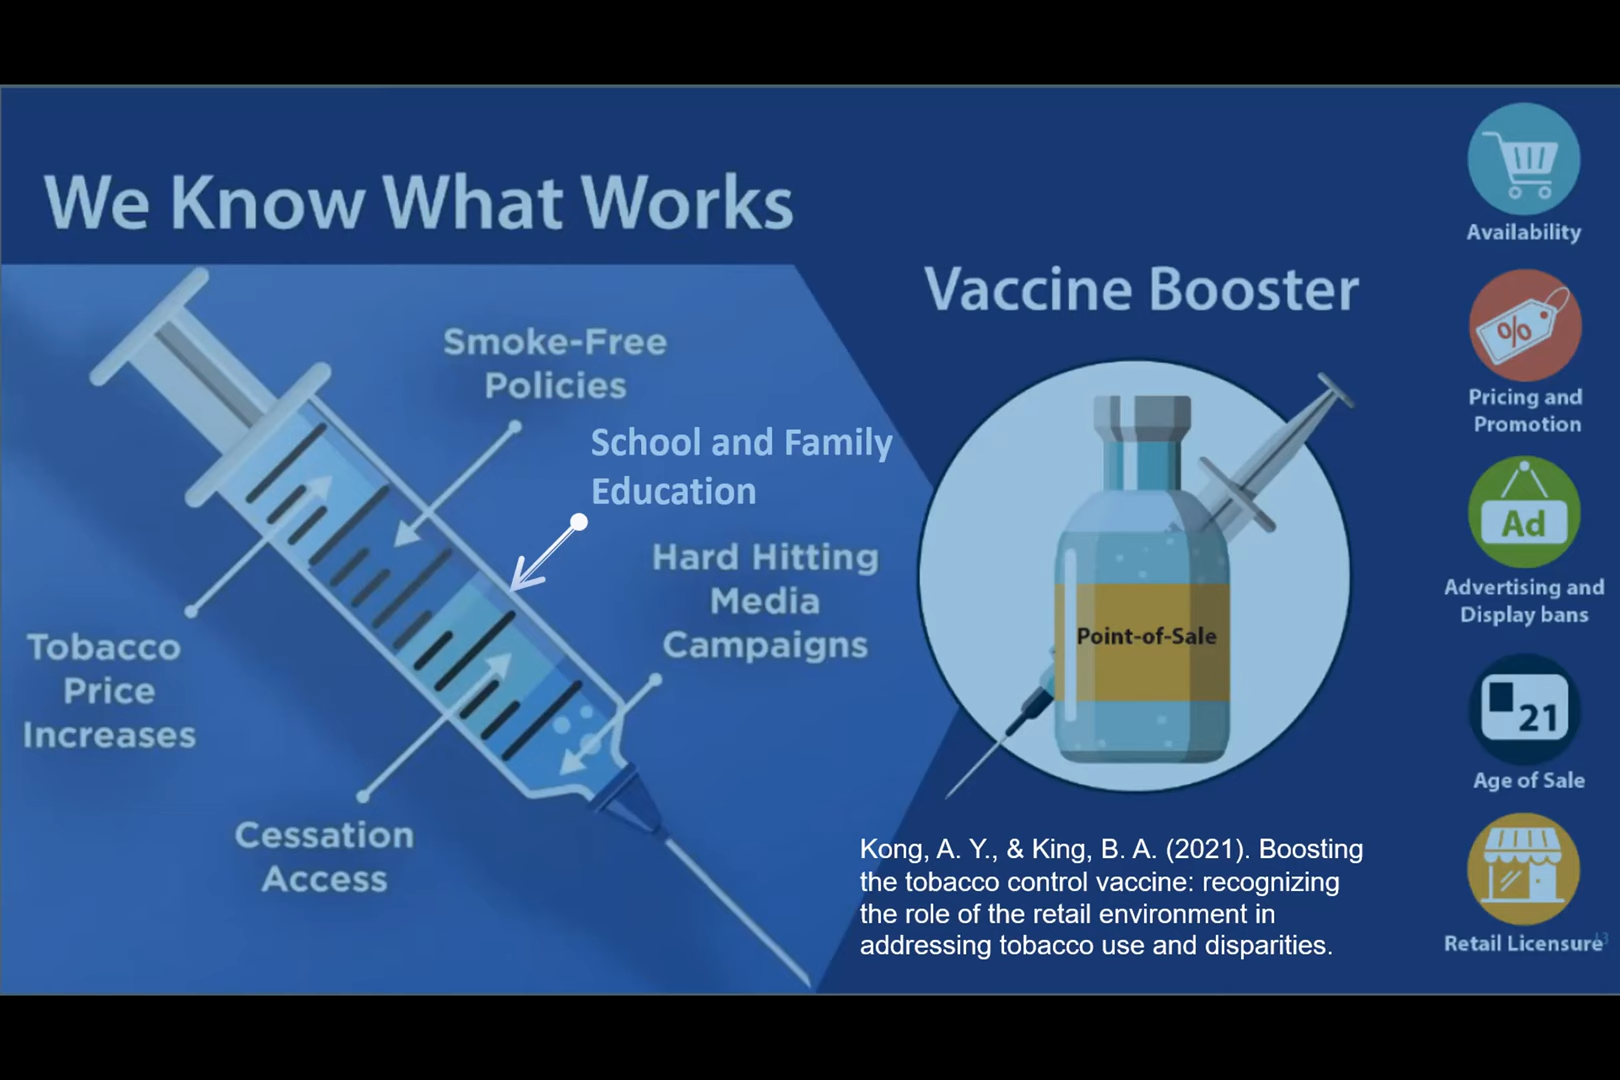 We Know What Works
Smoke-Free
Policies
School and Family
Education
Hard Hitting
Media
Campaigns
Tobacco
Price
Increases
Cessation
Access
Vaccine Booster
Point-of-Sale
Kong, A. Y., & King, B. A. (2021). Boosting
the tobacco control vaccine: recognizing
the role of the retail environment in
addressing tobacco use and disparities.
Availability
%
Pricing and
Promotion
Ad
Advertising and
Display bans
21
Age of Sale
Retail Licensure
13